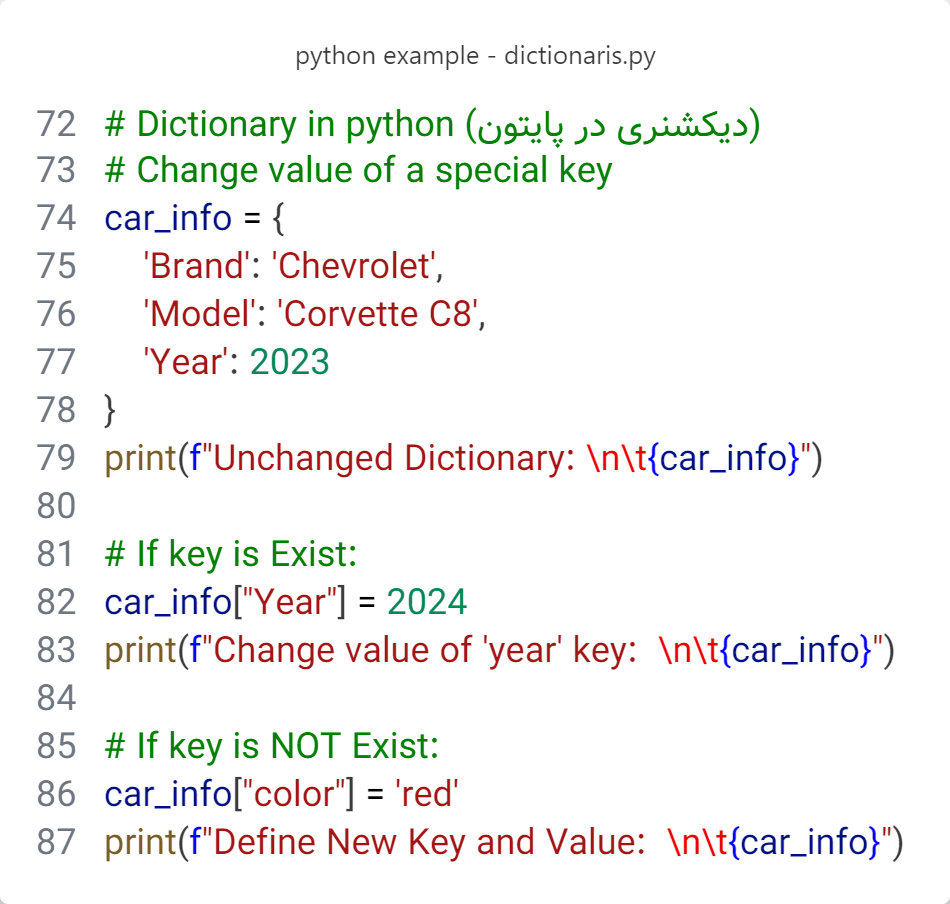 python example - dictionaris.py
72 # Dictionary in python (دیکشنری در پایتون)
73 # Change value of a special key
74 car_info = {
75     'Brand': 'Chevrolet',
76     'Model': 'Corvette C8',
77     'Year': 2023
78 }
79 print(f"Unchanged Dictionary: \n\t{car_info}")
80
81 # If key is Exist:
82 car_info["Year"] = 2024
83 print(f"Change value of 'year' key:  \n\t{car_info}")
84
85 # If key is NOT Exist:
86 car_info["color"] = 'red'
87 print(f"Define New Key and Value:  \n\t{car_info}")